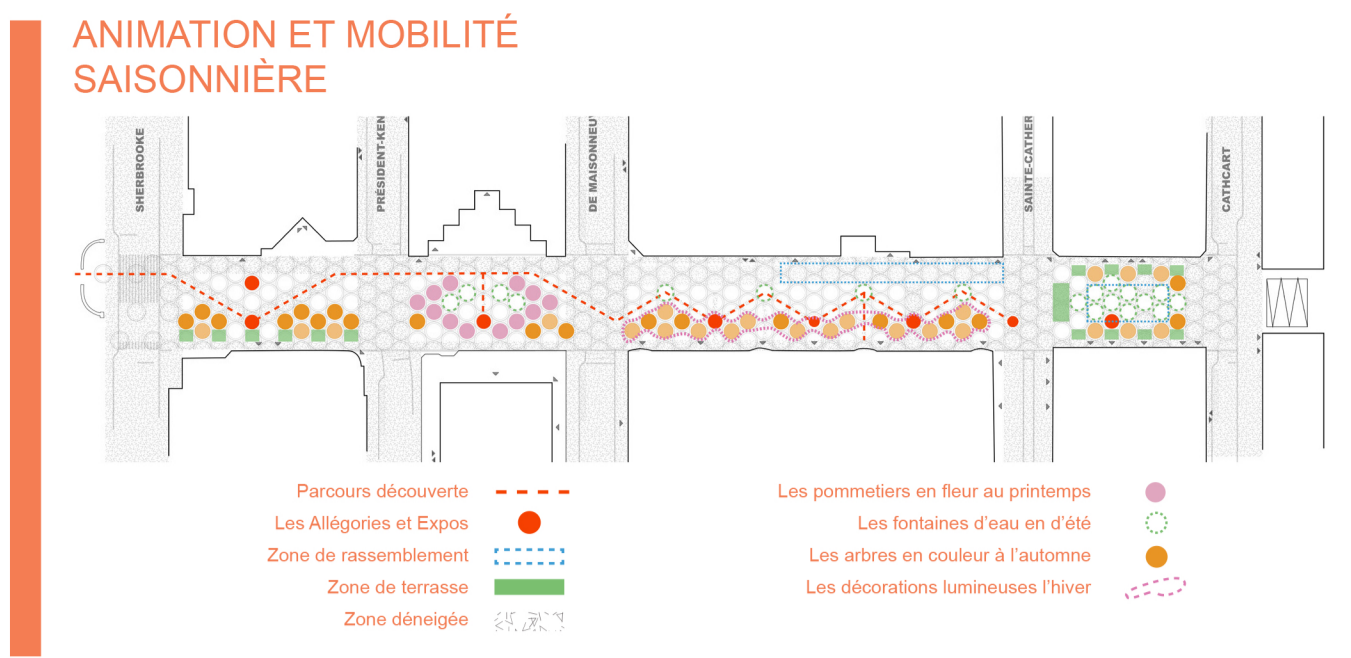 ANIMATION ET MOBILITÉ
SAISONNIÈRE
SHERBROOKE
PRÉSIDENT-KEN
DE MAISONNEU
SAINTE-CATHER
CATHCART
Parcours découverte
Les Allégories et Expos
Zone de rassemblement
Zone de terrasse
Zone déneigée
Les pommetiers en fleur au printemps
Les fontaines d'eau en d'été
Les arbres en couleur à l'automne
Les décorations lumineuses l'hiver